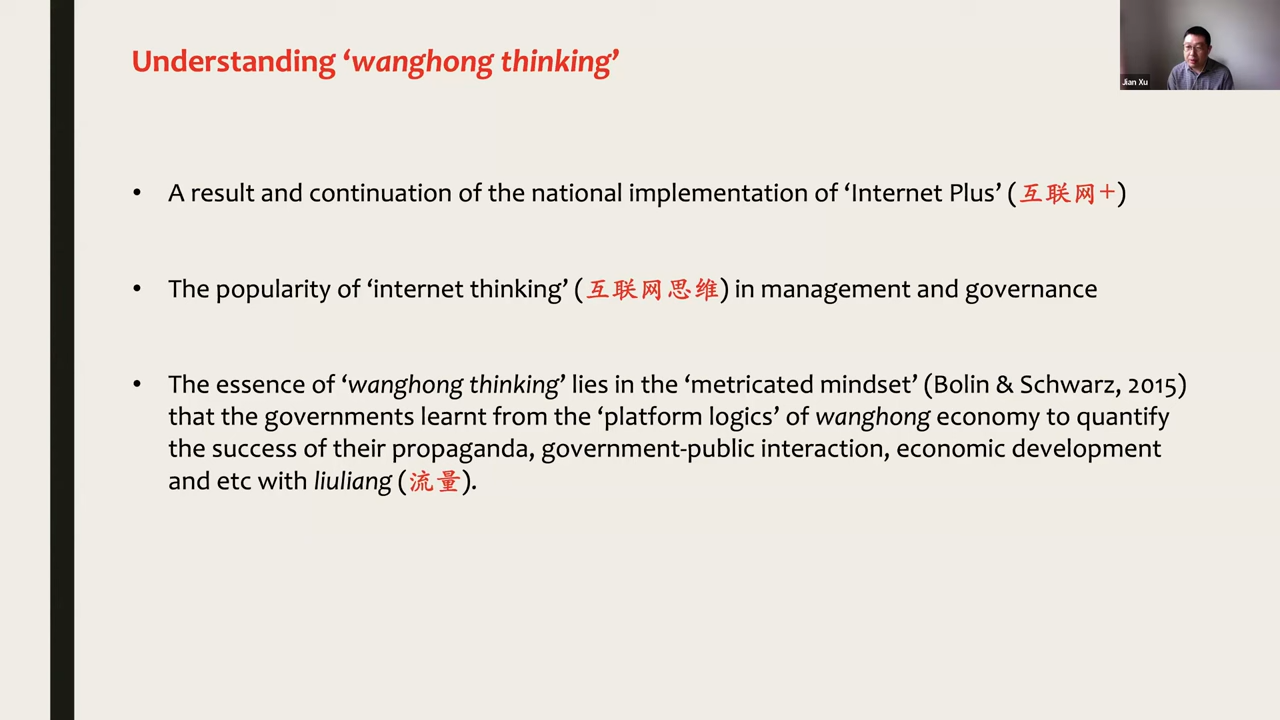 Understanding ‘wanghong thinking’
Jian Xu
• A result and continuation of the national implementation of ‘Internet Plus’ (互联网+)
• The popularity of ‘internet thinking’ (互联网思维) in management and governance
• The essence of ‘wanghong thinking’ lies in the ‘metricated mindset’ (Bolin & Schwarz, 2015)
that the governments learnt from the ‘platform logics’ of wanghong economy to quantify
the success of their propaganda, government-public interaction, economic development
and etc with liuliang (流量).